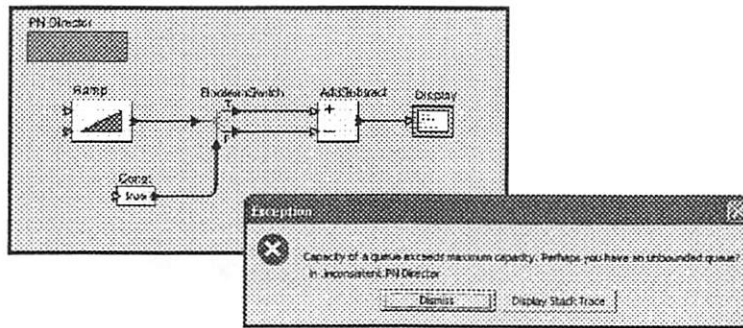 PN Director
Ramp
BooleanSwitch
AddSubtract
Display
T
+
F
−
Const
true
Exception
Capacity of a queue exceeds maximum capacity. Perhaps you have an unbounded queue?
in .inconsistent.PN Director
Dismiss
Display Stack Trace